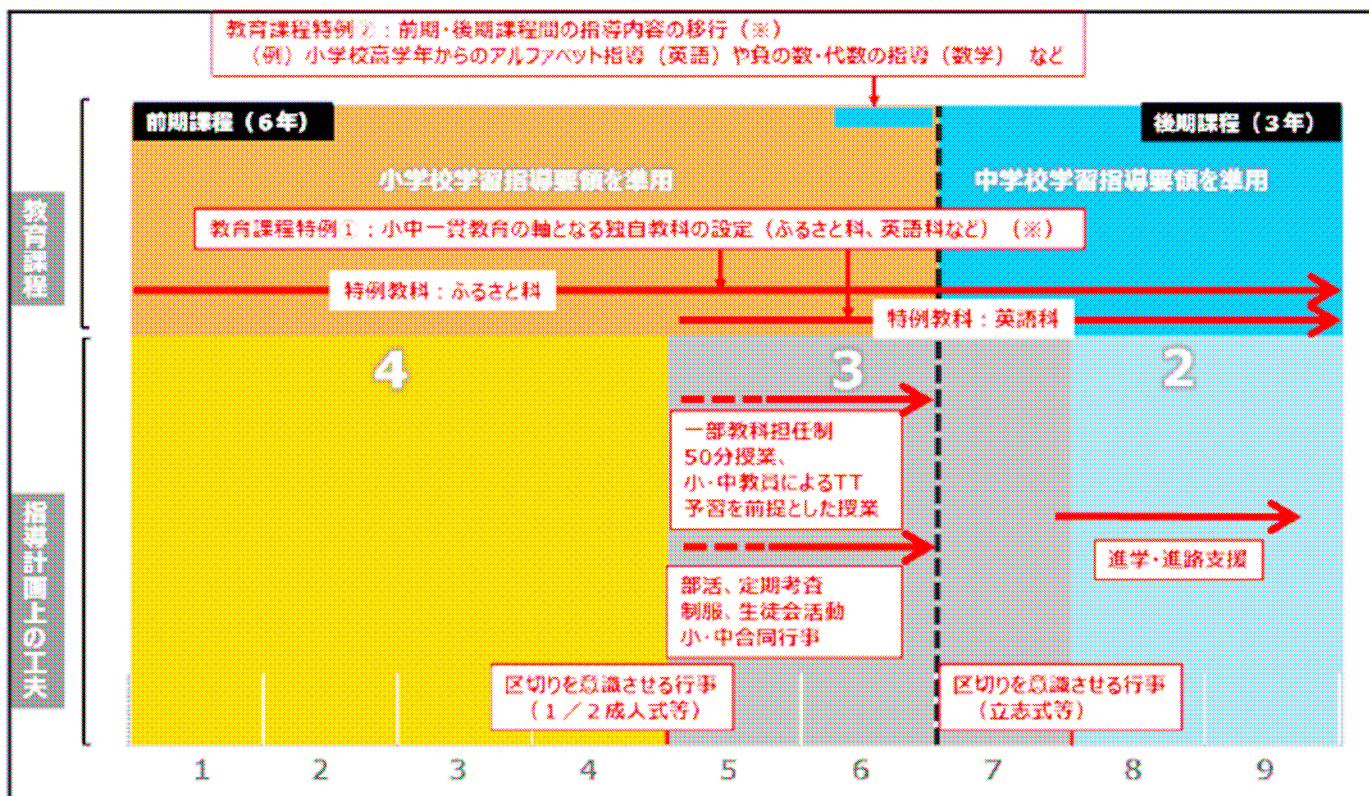 教育課程特例②:前期・後期課程間の指導内容の移行(※)
(例)小学校高学年からのアルファベット指導(英語)や負の数・代数の指導(数学) など
前期課程(6年)
後期課程(3年)
小学校学習指導要領を準用
中学校学習指導要領を準用
教育課程
教育課程特例①:小中一貫教育の軸となる独自教科の設定(ふるさと科、英語科など)(※)
特例教科:ふるさと科
特例教科:英語科
4
3
2
一部教科担任制
50分授業、
小・中教員によるTT
予習を前提とした授業
指導計画上の工夫
進学・進路支援
部活、定期考査
制服、生徒会活動
小・中合同行事
区切りを意識させる行事
(1/2成人式等)
区切りを意識させる行事
(立志式等)
1 2 3 4 5 6 7 8 9